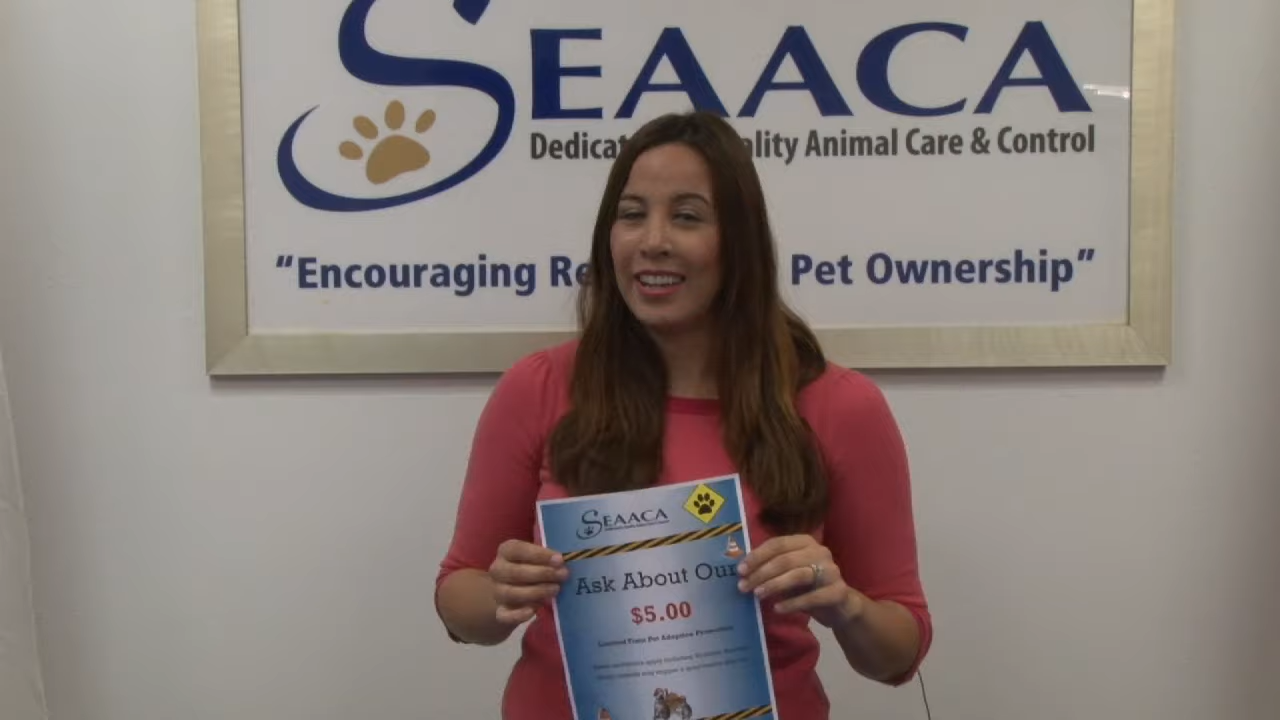 SEAACA
Dedica ality Animal Care & Control
“Encouraging Re Pet Ownership”
SEAACA
Ask About Our
$5.00
Limited Time Pet Adoption Promotion